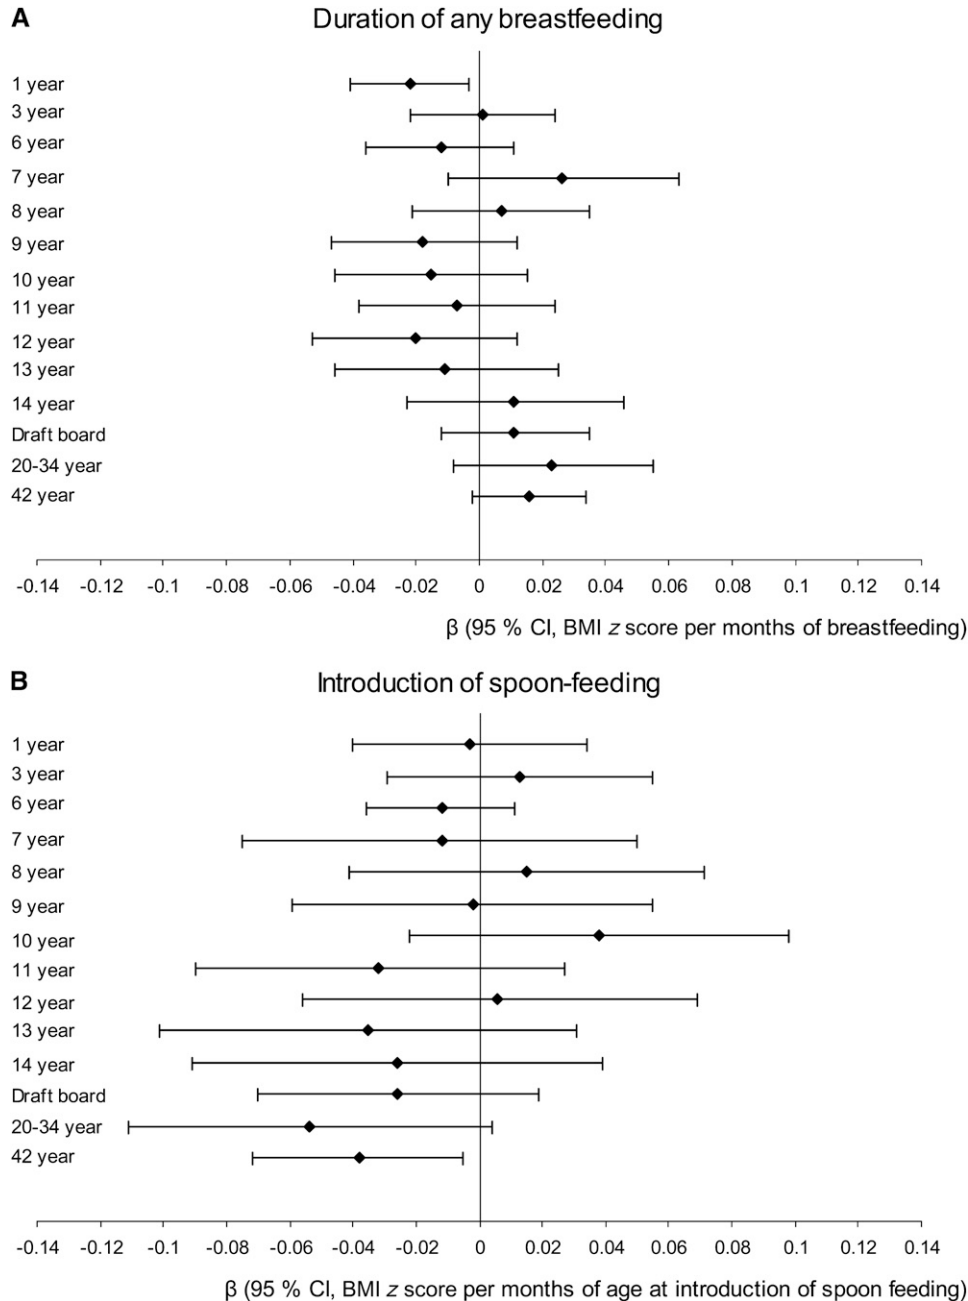 A
Duration of any breastfeeding
1 year
3 year
6 year
7 year
8 year
9 year
10 year
11 year
12 year
13 year
14 year
Draft board
20-34 year
42 year
-0.14 -0.12 -0.1 -0.08 -0.06 -0.04 -0.02 0 0.02 0.04 0.06 0.08 0.1 0.12 0.14
β (95 % CI, BMI z score per months of breastfeeding)
B
Introduction of spoon-feeding
1 year
3 year
6 year
7 year
8 year
9 year
10 year
11 year
12 year
13 year
14 year
Draft board
20-34 year
42 year
-0.14 -0.12 -0.1 -0.08 -0.06 -0.04 -0.02 0 0.02 0.04 0.06 0.08 0.1 0.12 0.14
β (95 % CI, BMI z score per months of age at introduction of spoon feeding)